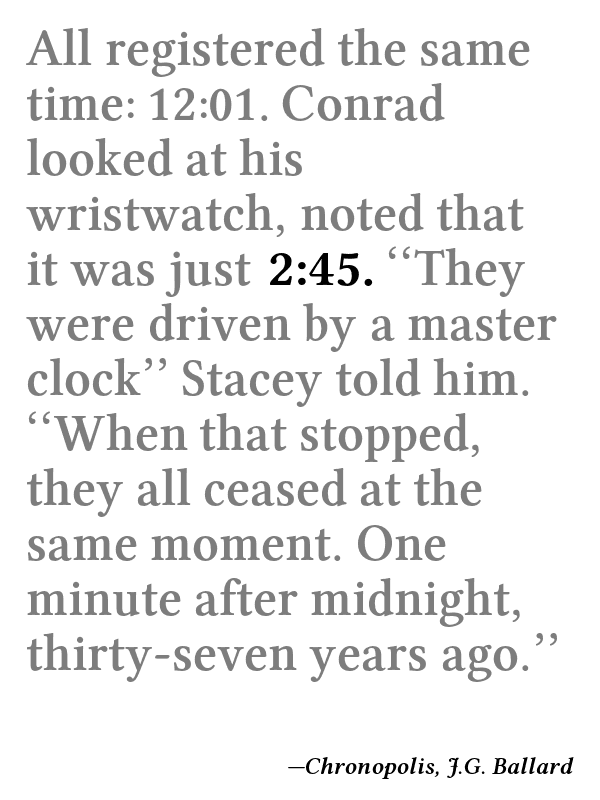 All registered the same
time: 12:01. Conrad
looked at his
wristwatch, noted that
it was just 2:45. ‘‘They
were driven by a master
clock’’ Stacey told him.
‘‘When that stopped,
they all ceased at the
same moment. One
minute after midnight,
thirty-seven years ago.’’
—Chronopolis, J.G. Ballard